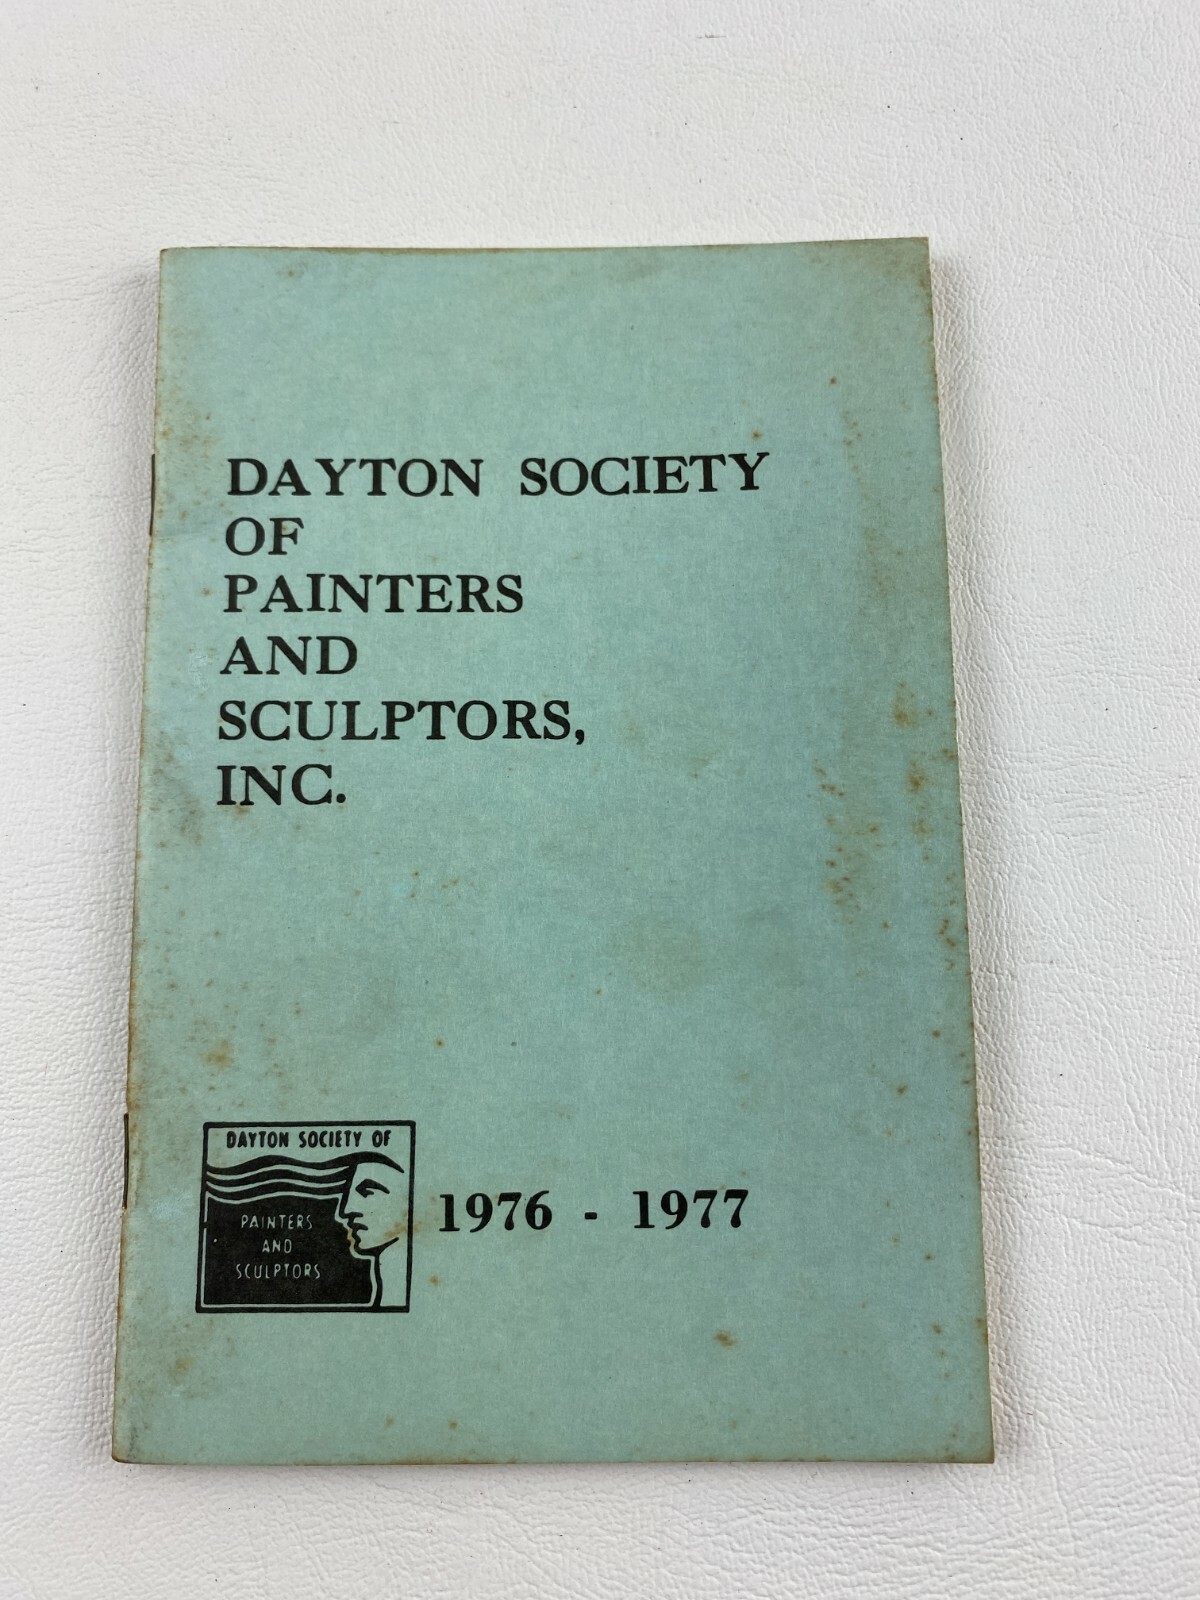 DAYTON SOCIETY
OF
PAINTERS
AND
SCULPTORS,
INC.
DAYTON SOCIETY OF
PAINTERS
AND
SCULPTORS
1976 - 1977